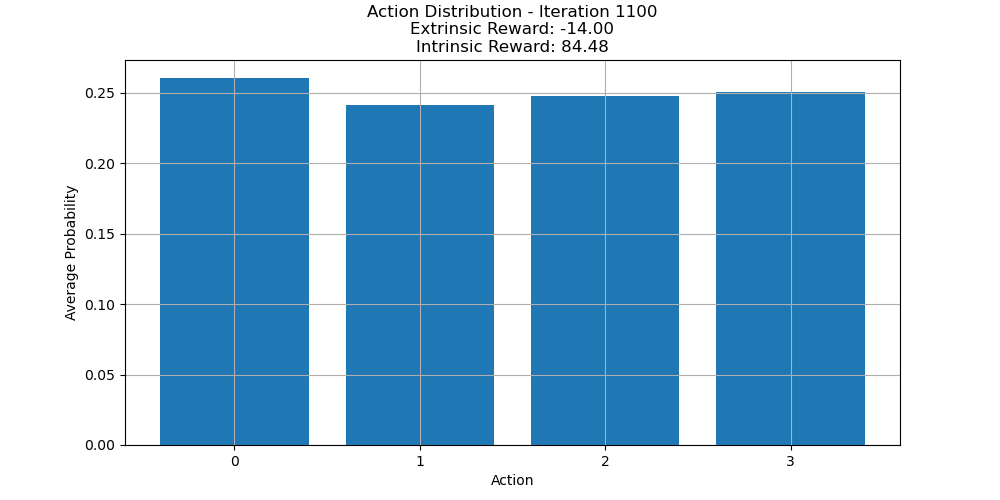 Action Distribution - Iteration 1100
Extrinsic Reward: -14.00
Intrinsic Reward: 84.48
Average Probability
0.25
0.20
0.15
0.10
0.05
0.00
0 1 2 3
Action